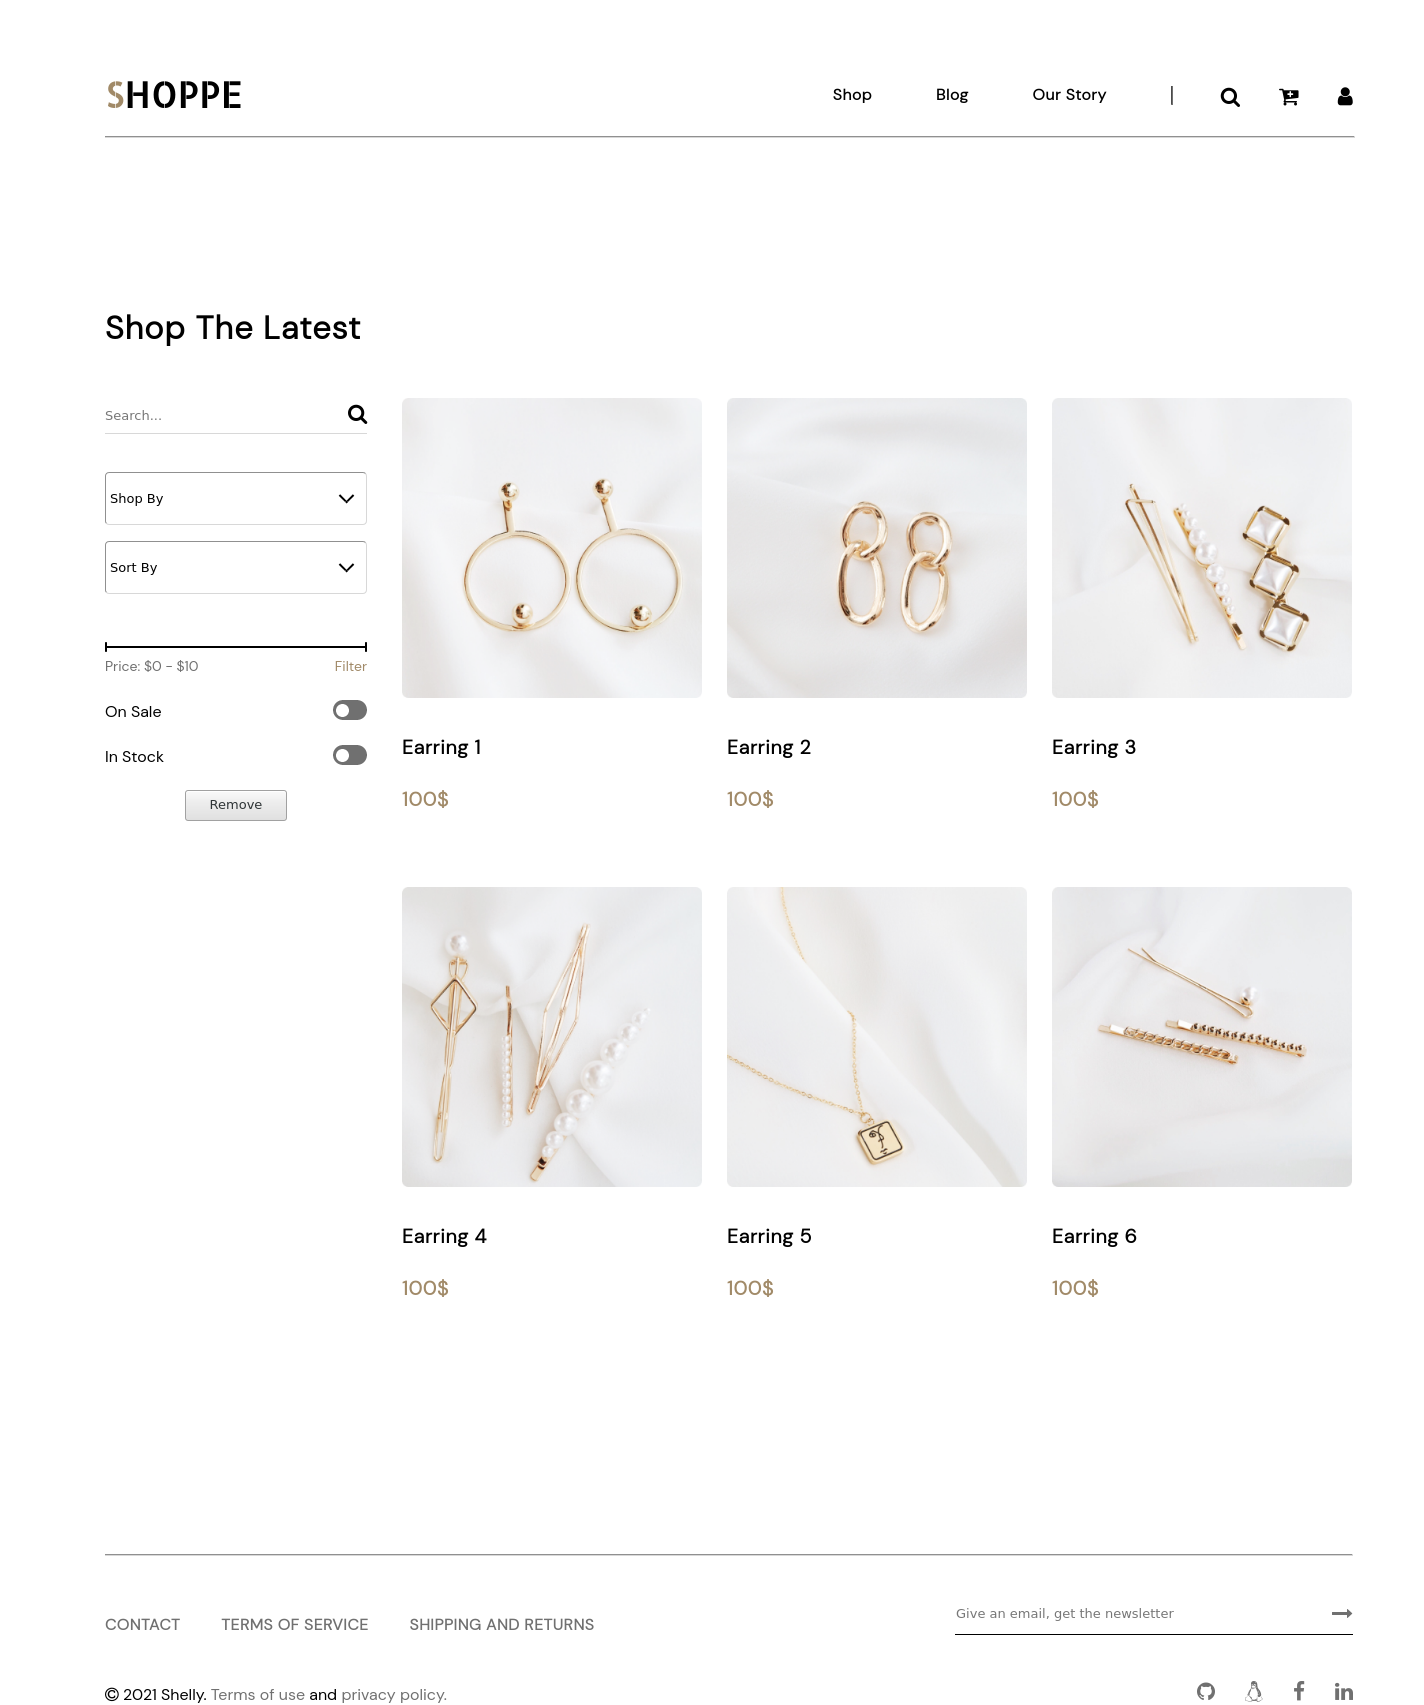 SHOPPE
Shop Blog Our Story |
Shop The Latest
Search...
Shop By
Sort By
Price: $0 - $10 Filter
On Sale
In Stock
Remove
Earring 1 Earring 2 Earring 3
100$ 100$ 100$
Earring 4 Earring 5 Earring 6
100$ 100$ 100$
Give an email, get the newsletter
CONTACT TERMS OF SERVICE SHIPPING AND RETURNS
© 2021 Shelly. Terms of use and privacy policy.